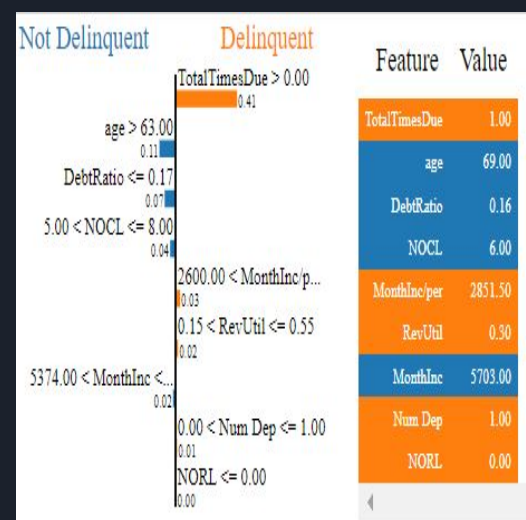 Not Delinquent
Delinquent
TotalTimesDue > 0.00
0.41
age > 63.00
0.11
DebtRatio <= 0.17
0.07
5.00 < NOCL <= 8.00
0.04
2600.00 < MonthInc/p...
0.03
0.15 < RevUtil <= 0.55
0.02
5374.00 < MonthInc <...
0.02
0.00 < Num Dep <= 1.00
0.01
NORL <= 0.00
0.00
Feature Value
TotalTimesDue 1.00
age 69.00
DebtRatio 0.16
NOCL 6.00
MonthInc/per 2851.50
RevUtil 0.30
MonthInc 5703.00
Num Dep 1.00
NORL 0.00